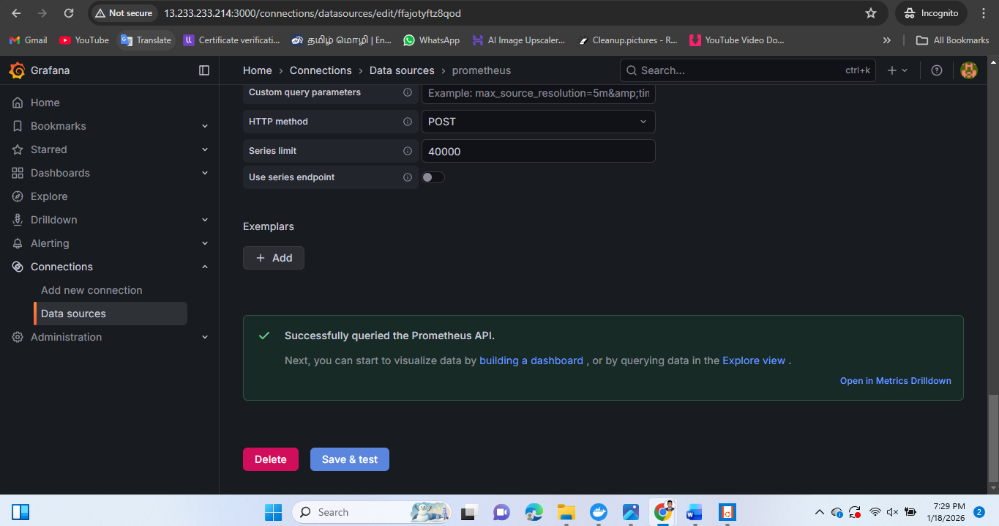 Not secure
13.233.233.214:3000/connections/datasources/edit/ffajotyftz8qod
Incognito
Gmail
YouTube
Translate
Certificate verificati...
தமிழ் மொழி | En...
WhatsApp
AI Image Upscaler...
Cleanup.pictures - R...
YouTube Video Do...
»
All Bookmarks
Grafana
Home › Connections › Data sources › prometheus
Search...
ctrl+k
Home
Bookmarks
Starred
Dashboards
Explore
Drilldown
Alerting
Connections
Add new connection
Data sources
Administration
Custom query parameters
Example: max_source_resolution=5m&amp;tin
HTTP method
POST
Series limit
40000
Use series endpoint
Exemplars
+ Add
Successfully queried the Prometheus API.
Next, you can start to visualize data by building a dashboard , or by querying data in the Explore view .
Open in Metrics Drilldown
Delete
Save & test
Search
7:29 PM
1/18/2026
2